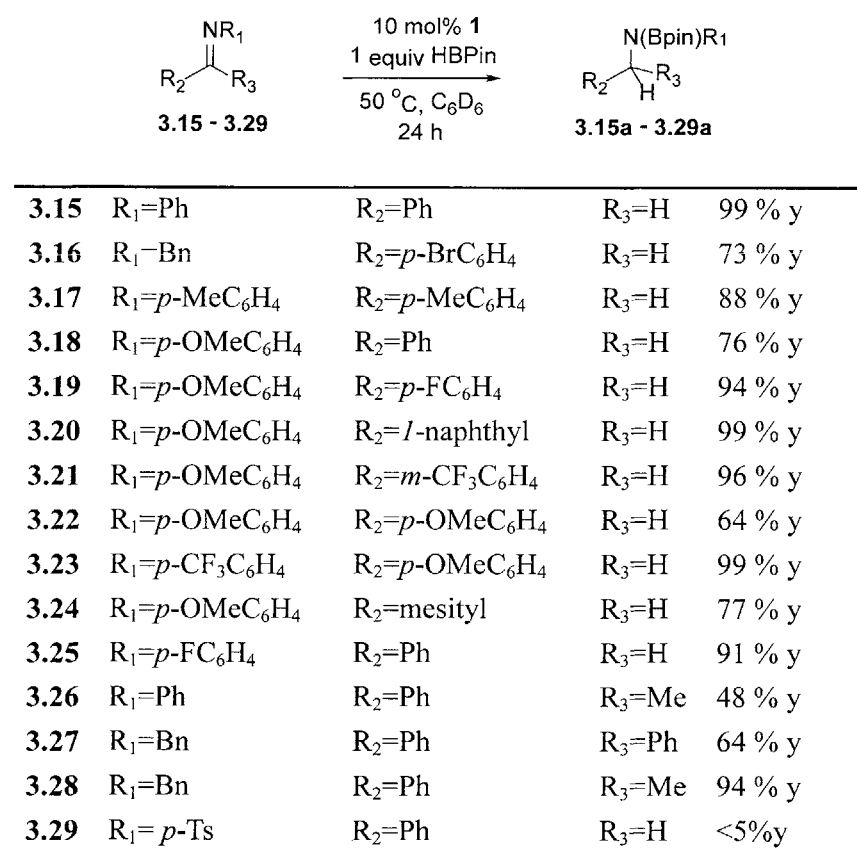 NR₁
R₂ R₃
3.15 - 3.29
10 mol% 1
1 equiv HBPin
50 °C, C₆D₆
24 h
N(Bpin)R₁
R₂ R₃
H
3.15a - 3.29a
3.15 R₁=Ph R₂=Ph R₃=H 99 % y
3.16 R₁=Bn R₂=p-BrC₆H₄ R₃=H 73 % y
3.17 R₁=p-MeC₆H₄ R₂=p-MeC₆H₄ R₃=H 88 % y
3.18 R₁=p-OMeC₆H₄ R₂=Ph R₃=H 76 % y
3.19 R₁=p-OMeC₆H₄ R₂=p-FC₆H₄ R₃=H 94 % y
3.20 R₁=p-OMeC₆H₄ R₂=1-naphthyl R₃=H 99 % y
3.21 R₁=p-OMeC₆H₄ R₂=m-CF₃C₆H₄ R₃=H 96 % y
3.22 R₁=p-OMeC₆H₄ R₂=p-OMeC₆H₄ R₃=H 64 % y
3.23 R₁=p-CF₃C₆H₄ R₂=p-OMeC₆H₄ R₃=H 99 % y
3.24 R₁=p-OMeC₆H₄ R₂=mesityl R₃=H 77 % y
3.25 R₁=p-FC₆H₄ R₂=Ph R₃=H 91 % y
3.26 R₁=Ph R₂=Ph R₃=Me 48 % y
3.27 R₁=Bn R₂=Ph R₃=Ph 64 % y
3.28 R₁=Bn R₂=Ph R₃=Me 94 % y
3.29 R₁= p-Ts R₂=Ph R₃=H <5%y